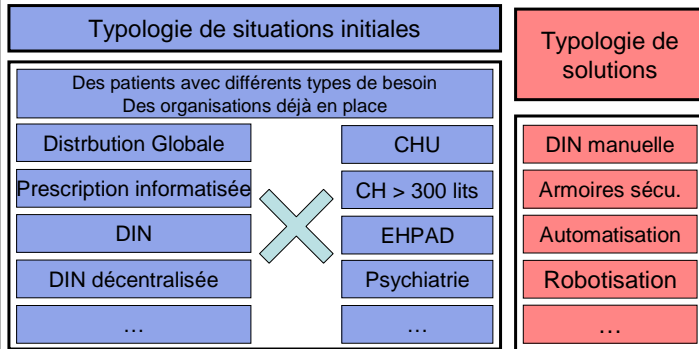 Typologie de situations initiales
Typologie de
solutions
Des patients avec différents types de besoin
Des organisations déjà en place
Distrbution Globale
CHU
DIN manuelle
Prescription informatisée
CH > 300 lits
Armoires sécu.
DIN
EHPAD
Automatisation
DIN décentralisée
Psychiatrie
Robotisation
…
…
…